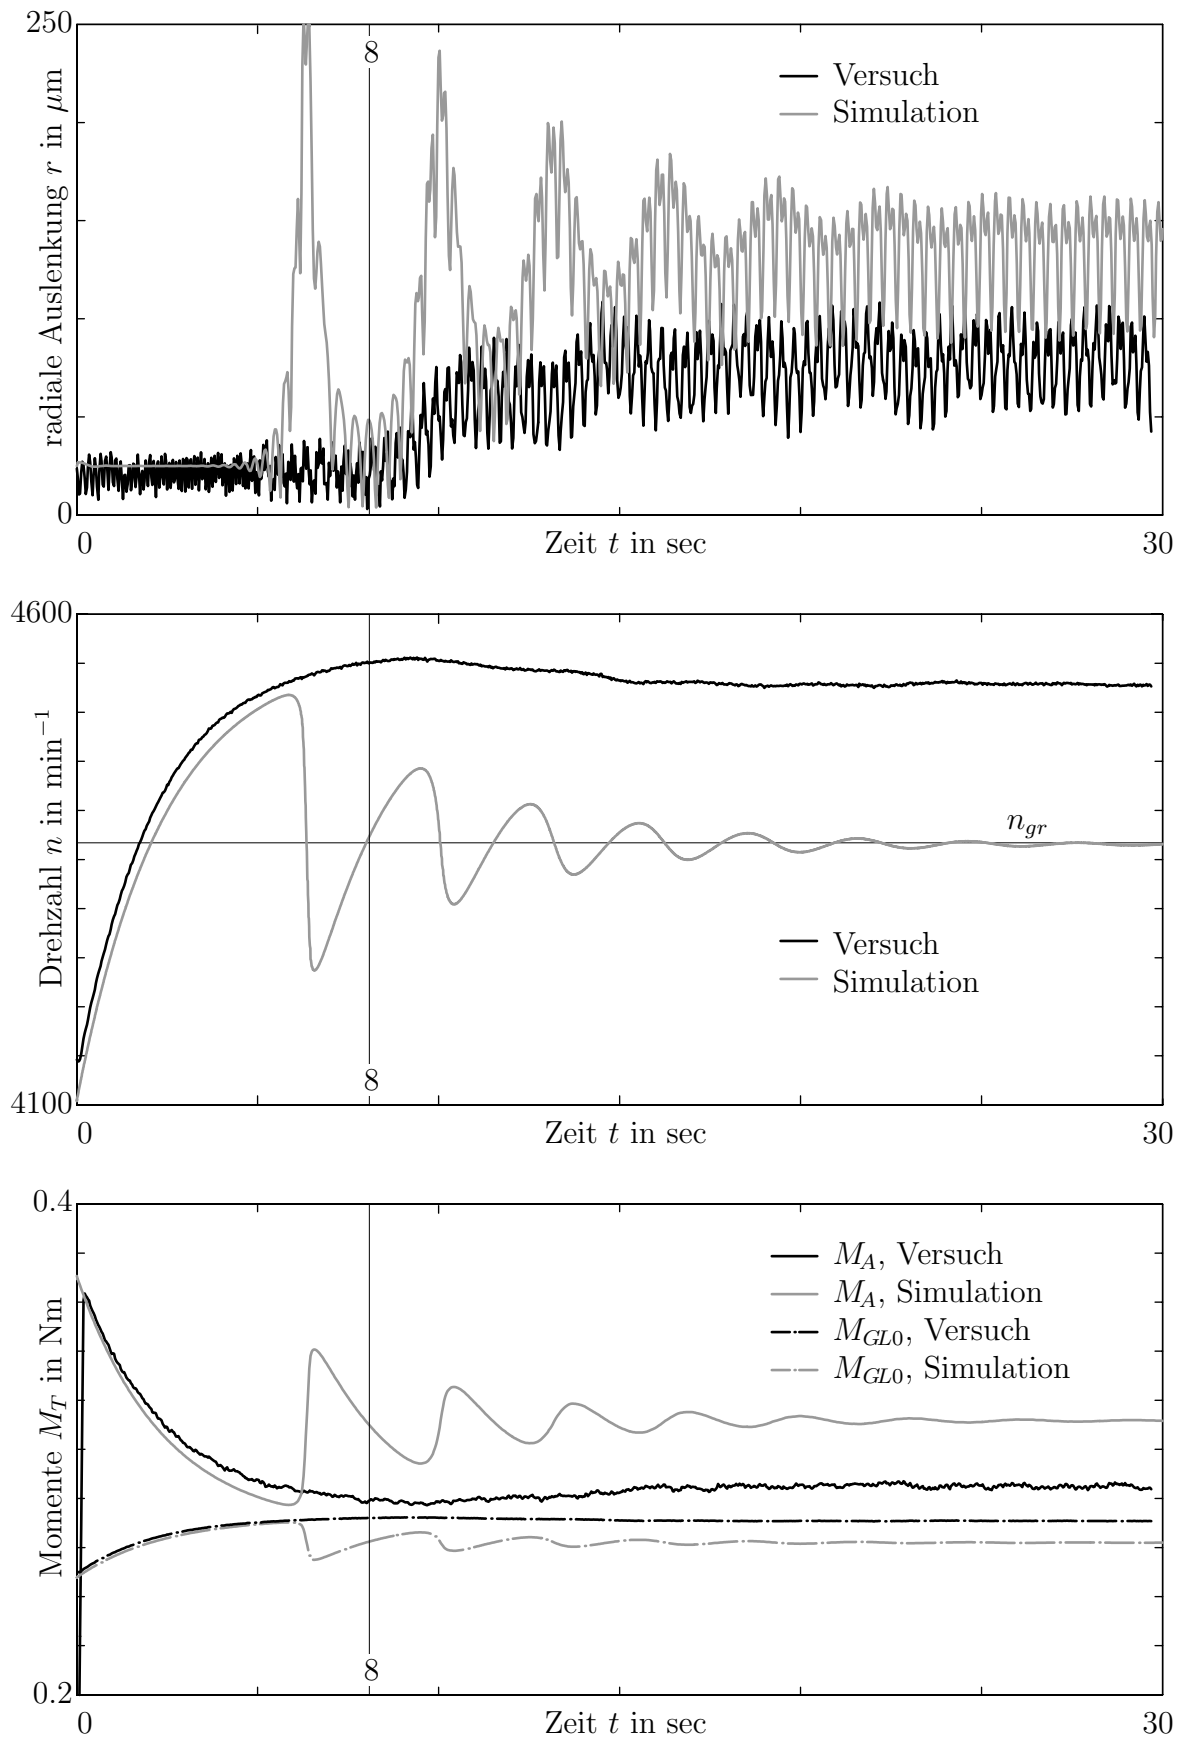 250
8
Versuch
Simulation
radiale Auslenkung r in μm
0
0
Zeit t in sec
30
4600
n_gr
Drehzahl n in min⁻¹
Versuch
Simulation
8
4100
0
Zeit t in sec
30
0.4
M_A, Versuch
M_A, Simulation
M_GL0, Versuch
M_GL0, Simulation
Momente M_T in Nm
8
0.2
0
Zeit t in sec
30